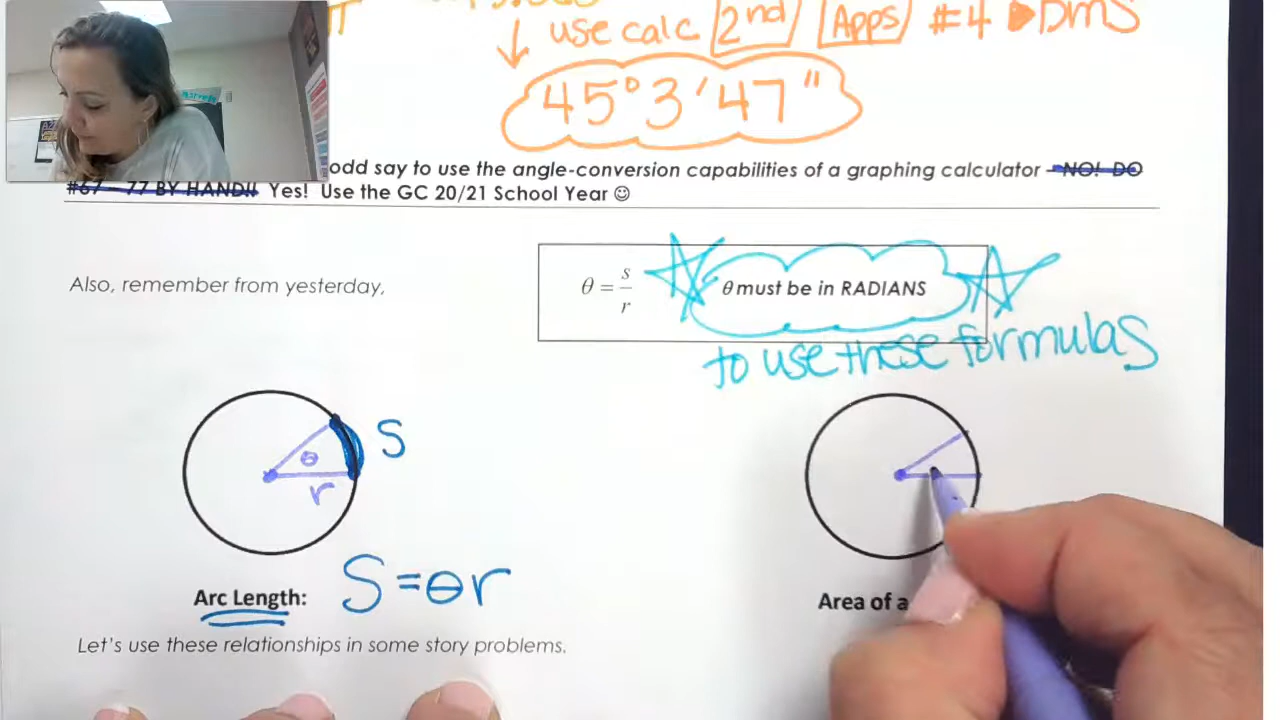 use calc 2nd Apps #4 ►DMS
45°3'47"
odd say to use the angle-conversion capabilities of a graphing calculator – NO! DO
#67 – 77 BY HAND!! Yes! Use the GC 20/21 School Year ☺
Also, remember from yesterday,
θ = s/r
θ must be in RADIANS
to use these formulas
S
θ
r
Arc Length: S = θr
Area of a
Let's use these relationships in some story problems.